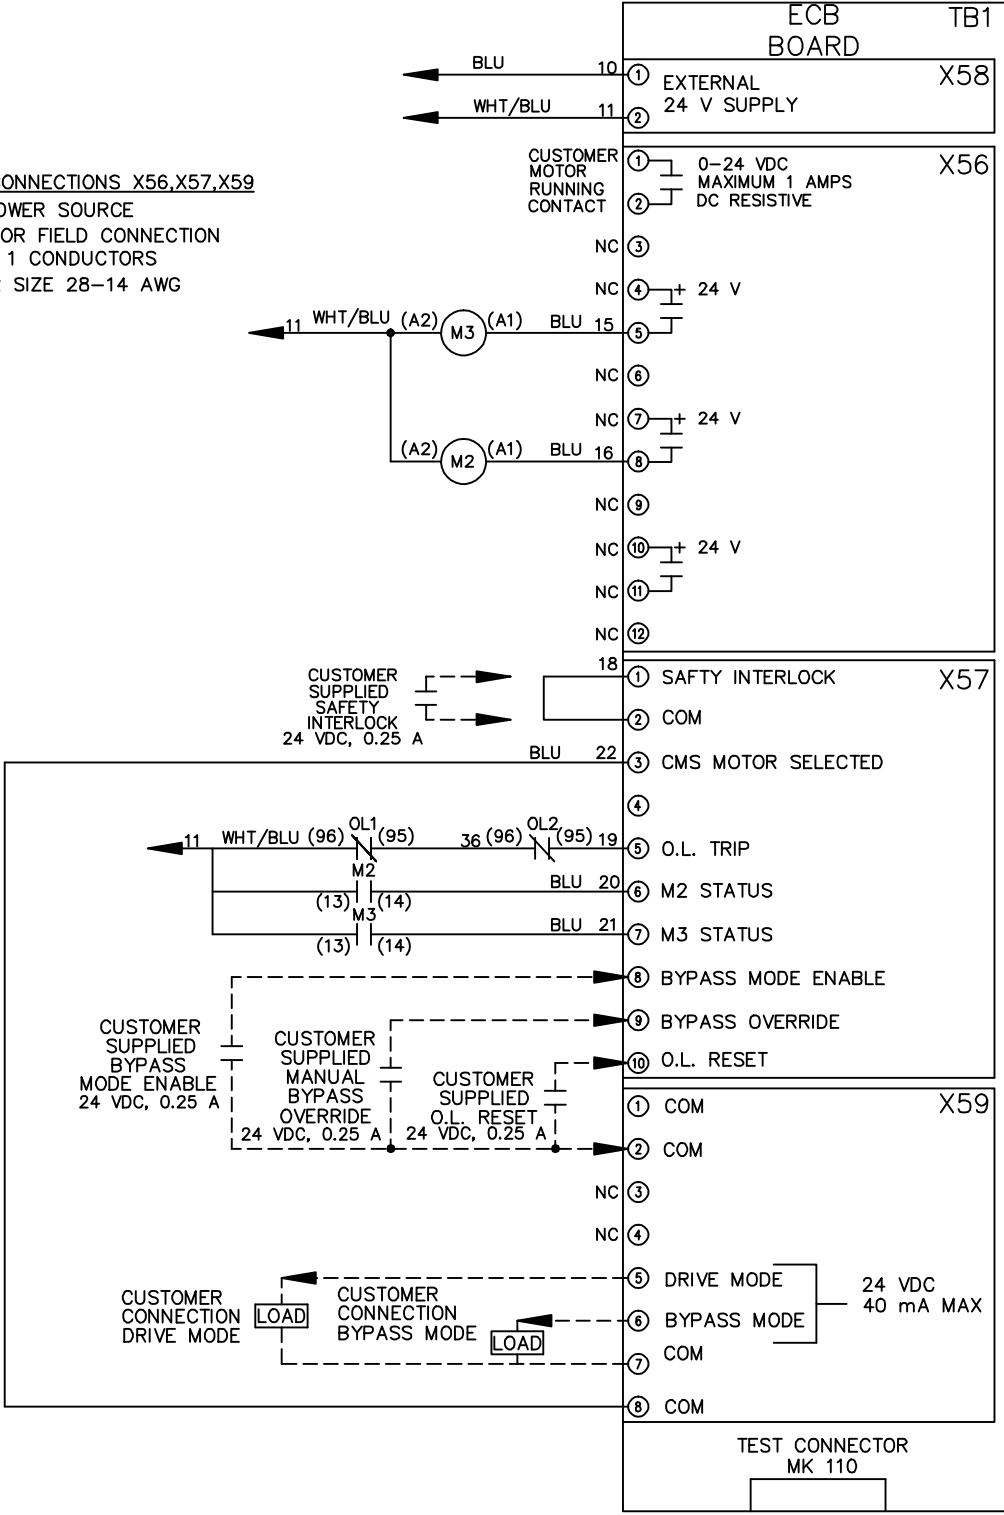 ECB TB1
BOARD
BLU 10 1 EXTERNAL X58
WHT/BLU 11 2 24 V SUPPLY
CUSTOMER
MOTOR
RUNNING
CONTACT
1 0-24 VDC X56
MAXIMUM 1 AMPS
2 DC RESISTIVE
ONNECTIONS X56,X57,X59
OWER SOURCE
OR FIELD CONNECTION
1 CONDUCTORS
SIZE 28-14 AWG
NC 3
NC 4 + 24 V
11 WHT/BLU (A2) M3 (A1) BLU 15 5
NC 6
NC 7 + 24 V
(A2) M2 (A1) BLU 16 8
NC 9
NC 10 + 24 V
NC 11
NC 12
CUSTOMER
SUPPLIED
SAFETY
INTERLOCK
24 VDC, 0.25 A
18 1 SAFTY INTERLOCK X57
2 COM
BLU 22 3 CMS MOTOR SELECTED
4
11 WHT/BLU (96) OL1 (95) 36 (96) OL2 (95) 19 5 O.L. TRIP
M2
(13) (14) BLU 20 6 M2 STATUS
M3
(13) (14) BLU 21 7 M3 STATUS
8 BYPASS MODE ENABLE
9 BYPASS OVERRIDE
10 O.L. RESET
CUSTOMER
SUPPLIED
BYPASS
MODE ENABLE
24 VDC, 0.25 A
CUSTOMER
SUPPLIED
MANUAL
BYPASS
OVERRIDE
24 VDC, 0.25 A
CUSTOMER
SUPPLIED
O.L. RESET
24 VDC, 0.25 A
1 COM X59
2 COM
NC 3
NC 4
5 DRIVE MODE
6 BYPASS MODE
24 VDC
40 mA MAX
7 COM
8 COM
CUSTOMER
CONNECTION
DRIVE MODE
LOAD
CUSTOMER
CONNECTION
BYPASS MODE
LOAD
TEST CONNECTOR
MK 110